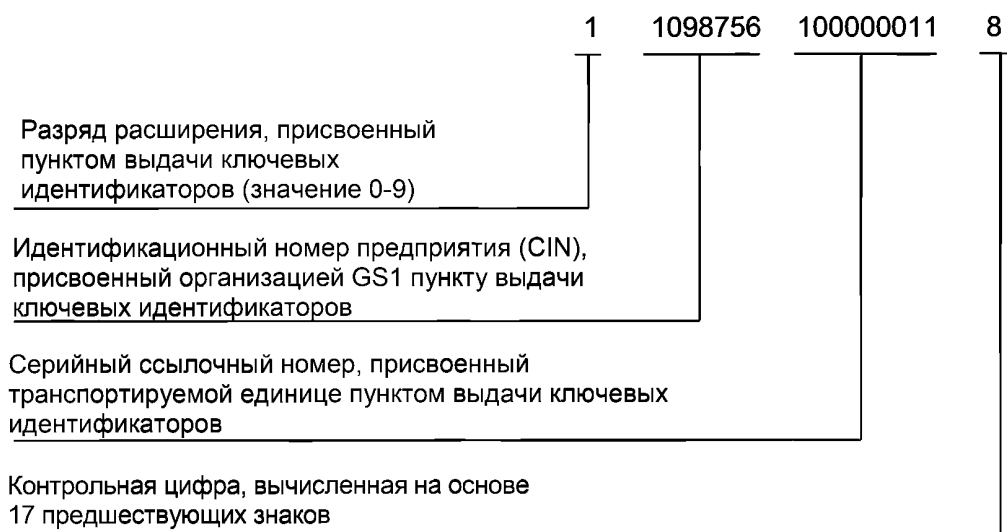 1 1098756 100000011 8
Разряд расширения, присвоенный
пунктом выдачи ключевых
идентификаторов (значение 0-9)
Идентификационный номер предприятия (CIN),
присвоенный организацией GS1 пункту выдачи
ключевых идентификаторов
Серийный ссылочный номер, присвоенный
транспортируемой единице пунктом выдачи ключевых
идентификаторов
Контрольная цифра, вычисленная на основе
17 предшествующих знаков